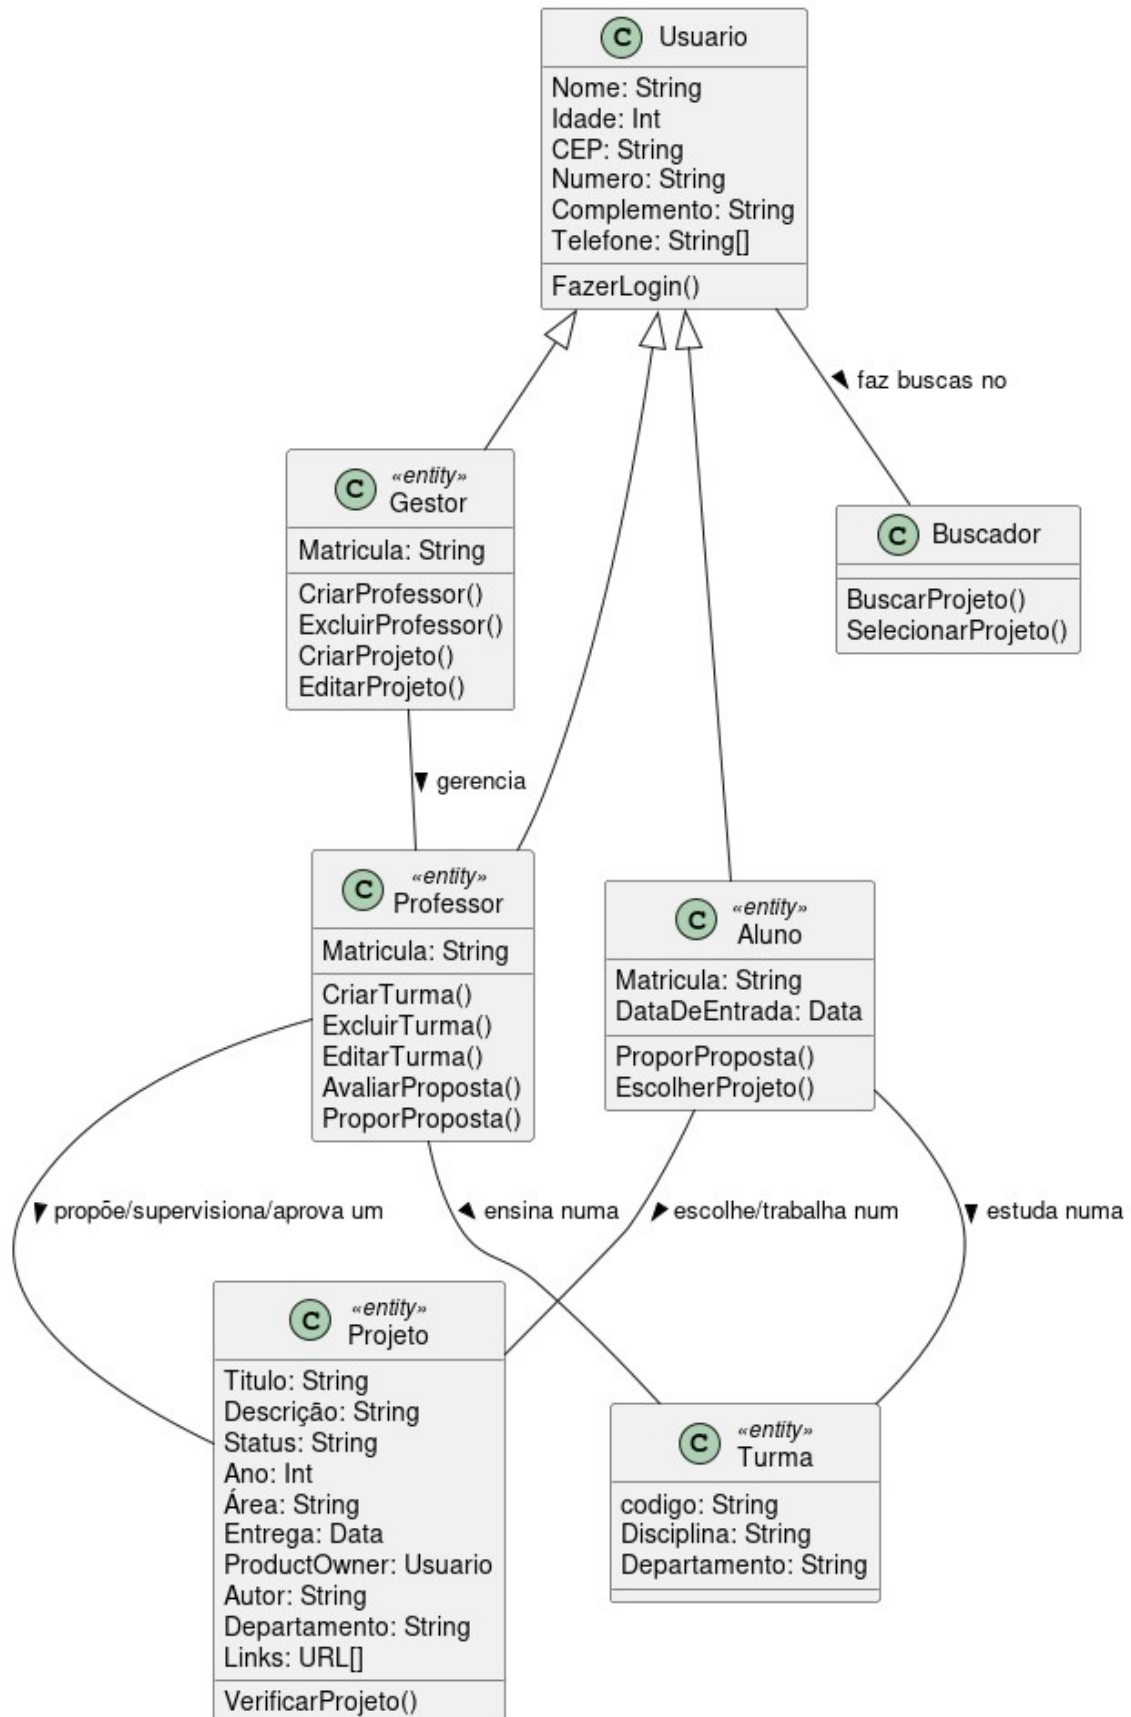 C Usuario
Nome: String
Idade: Int
CEP: String
Numero: String
Complemento: String
Telefone: String[]
FazerLogin()
faz buscas no
C «entity»
Gestor
Matricula: String
CriarProfessor()
ExcluirProfessor()
CriarProjeto()
EditarProjeto()
C Buscador
BuscarProjeto()
SelecionarProjeto()
gerencia
C «entity»
Professor
Matricula: String
CriarTurma()
ExcluirTurma()
EditarTurma()
AvaliarProposta()
ProporProposta()
C «entity»
Aluno
Matricula: String
DataDeEntrada: Data
ProporProposta()
EscolherProjeto()
propõe/supervisiona/aprova um
ensina numa
escolhe/trabalha num
estuda numa
C «entity»
Projeto
Titulo: String
Descrição: String
Status: String
Ano: Int
Área: String
Entrega: Data
ProductOwner: Usuario
Autor: String
Departamento: String
Links: URL[]
VerificarProjeto()
C «entity»
Turma
codigo: String
Disciplina: String
Departamento: String